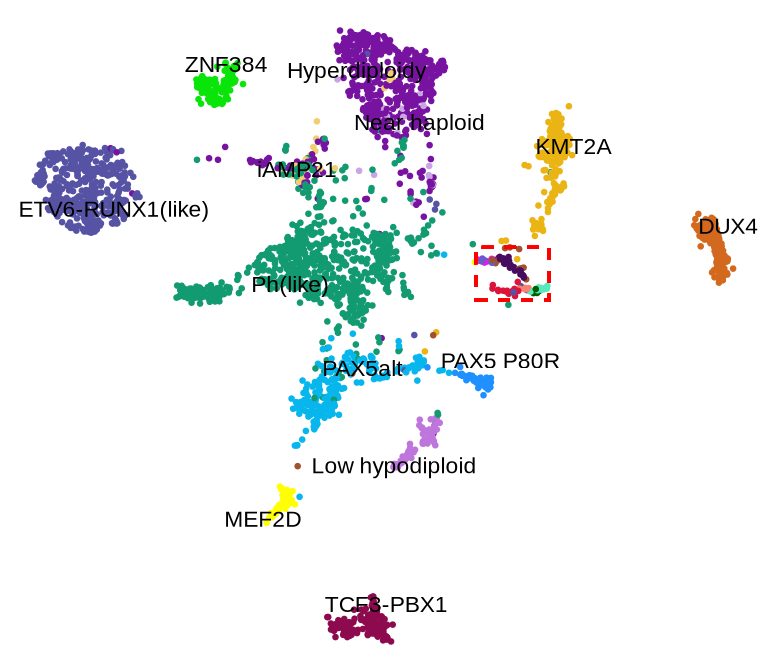 ZNF384
Hyperdiploidy
Near haploid
KMT2A
iAMP21
ETV6-RUNX1(like)
DUX4
Ph(like)
PAX5alt
PAX5 P80R
Low hypodiploid
MEF2D
TCF3-PBX1